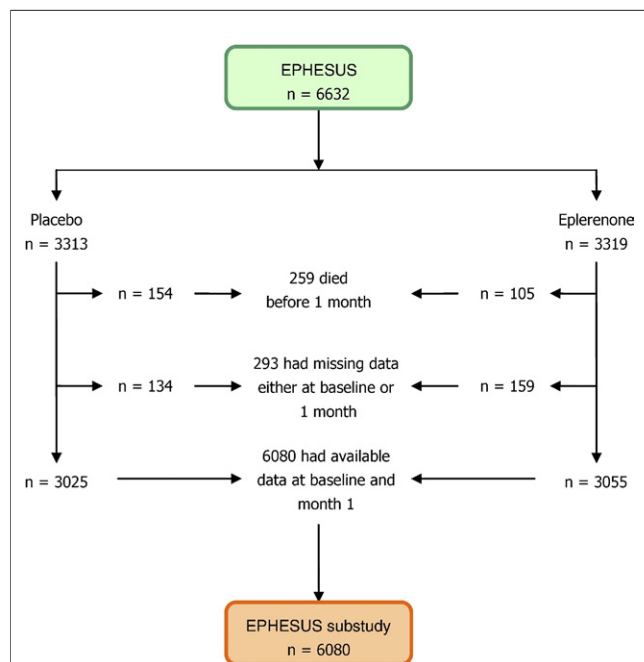 EPHESUS
n = 6632
Placebo
n = 3313
Eplerenone
n = 3319
n = 154
259 died
before 1 month
n = 105
n = 134
293 had missing data
either at baseline or
1 month
n = 159
n = 3025
6080 had available
data at baseline and
month 1
n = 3055
EPHESUS substudy
n = 6080